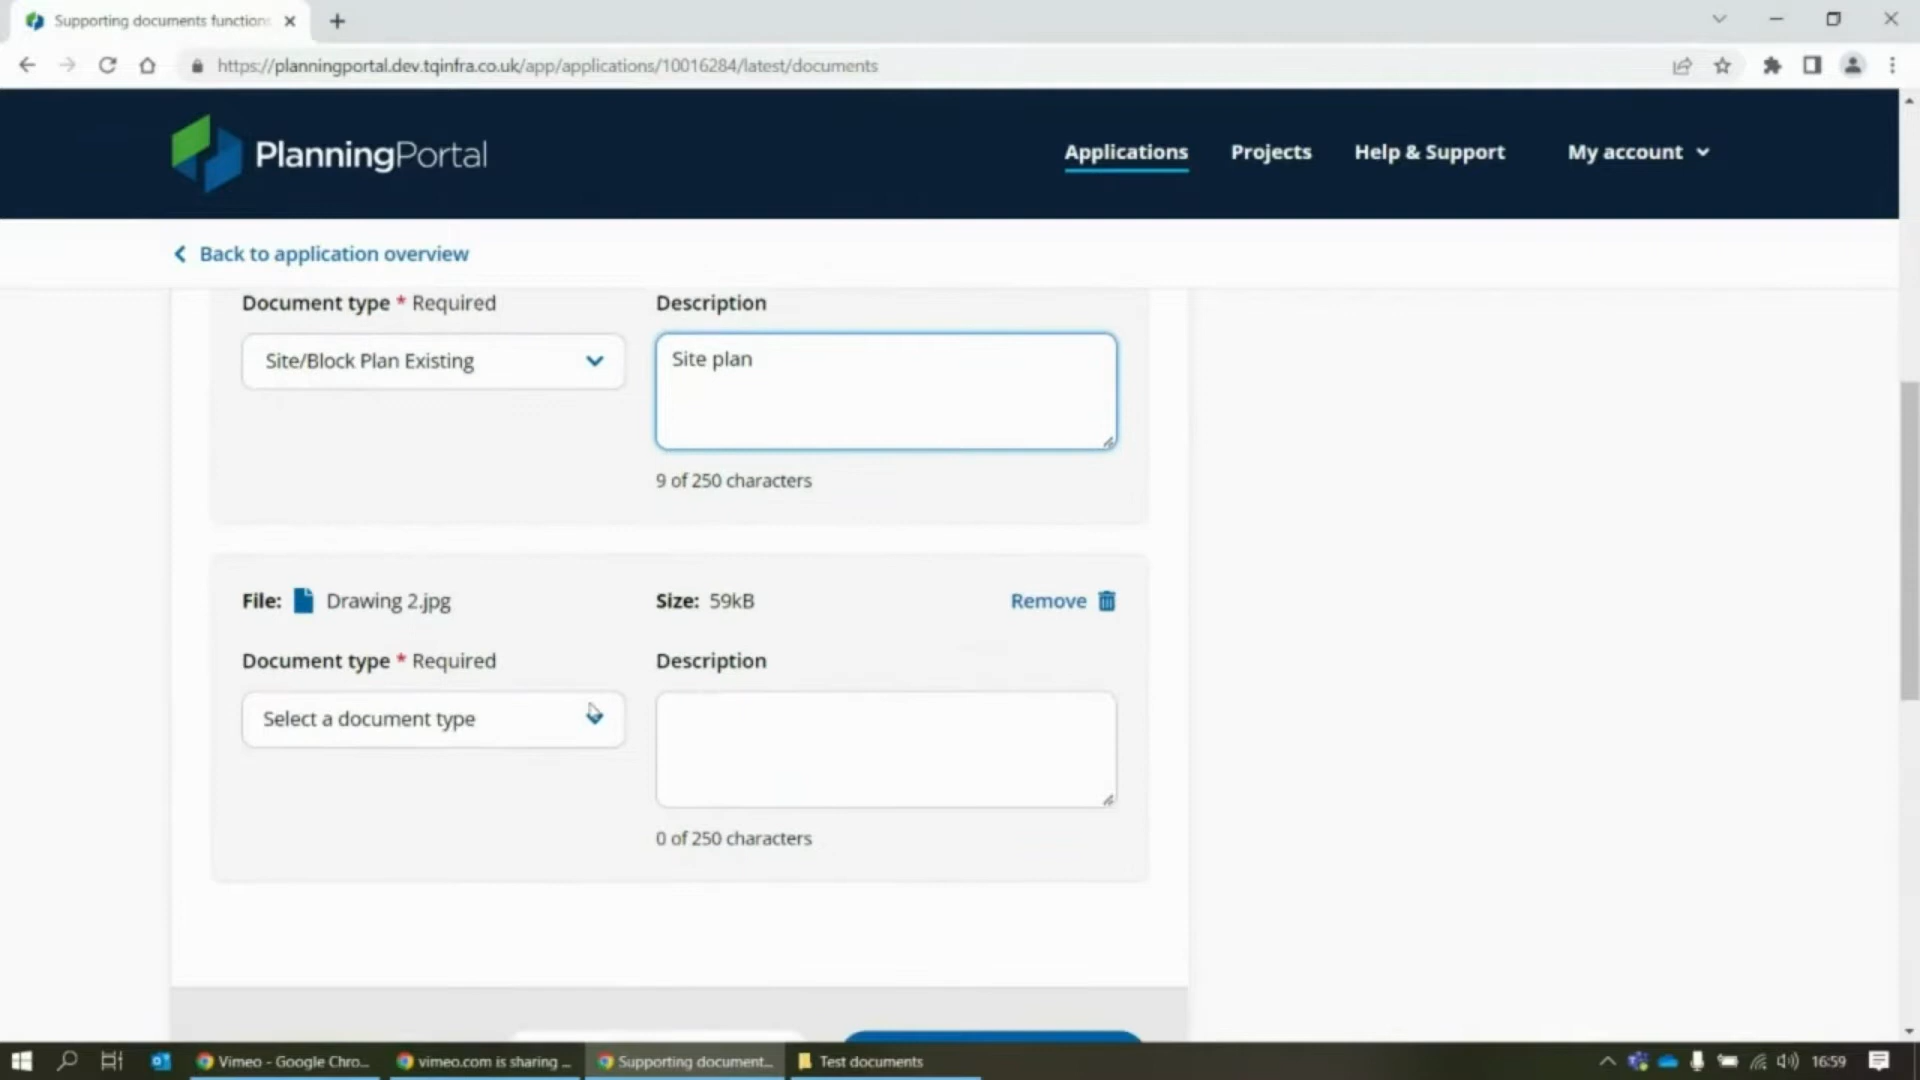 Supporting documents function
https://planningportal.dev.tqinfra.co.uk/app/applications/10016284/latest/documents
PlanningPortal
Applications
Projects
Help & Support
My account
Back to application overview
Document type * Required
Description
Site/Block Plan Existing
Site plan
9 of 250 characters
File: Drawing 2.jpg
Size: 59kB
Remove
Document type * Required
Description
Select a document type
0 of 250 characters
Vimeo - Google Chro...
vimeo.com is sharing ...
Supporting document...
Test documents
16:59